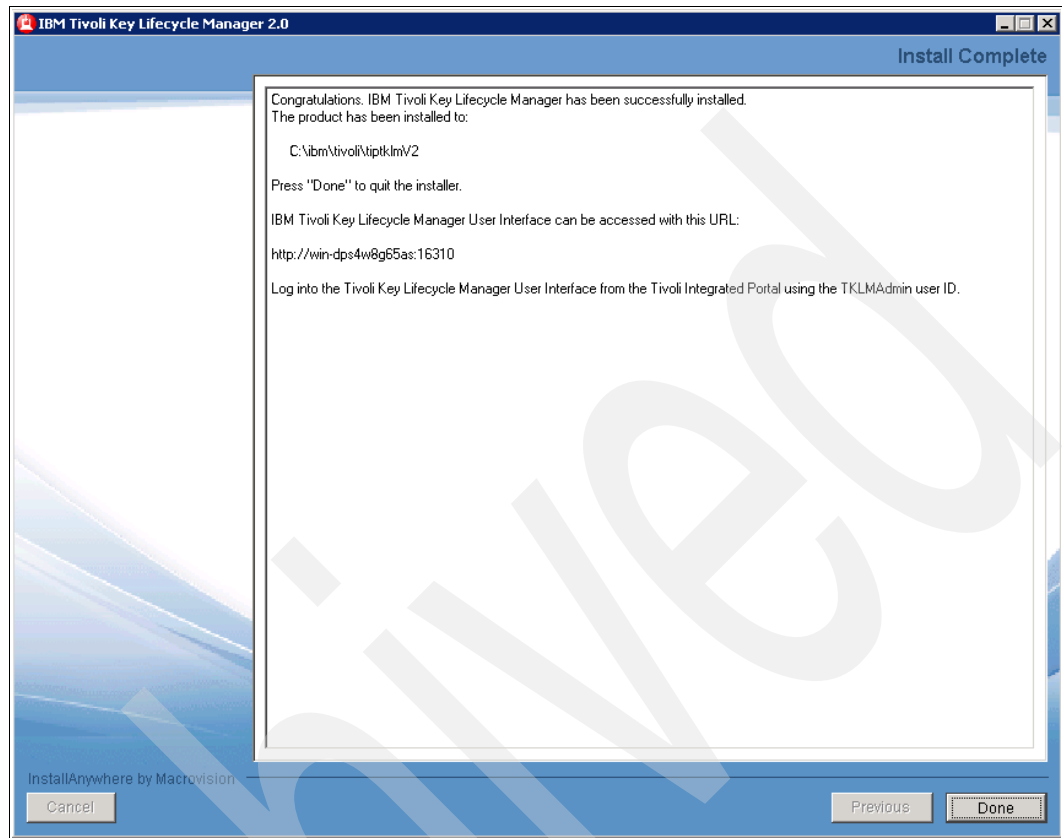 IBM Tivoli Key Lifecycle Manager 2.0
Install Complete
Congratulations. IBM Tivoli Key Lifecycle Manager has been successfully installed.
The product has been installed to:
C:\ibm\tivoli\tiptklmV2
Press "Done" to quit the installer.
IBM Tivoli Key Lifecycle Manager User Interface can be accessed with this URL:
http://win-dps4w8g65as:16310
Log into the Tivoli Key Lifecycle Manager User Interface from the Tivoli Integrated Portal using the TKLMAdmin user ID.
InstallAnywhere by Macrovision
Cancel
Previous
Done
hived